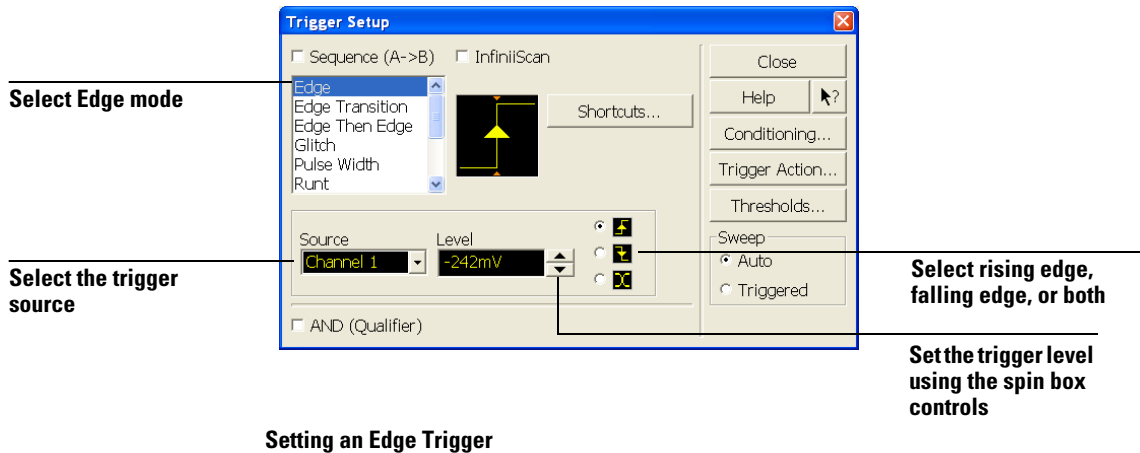 Trigger Setup
Sequence (A->B)
InfiniiScan
Close
Select Edge mode
Edge
Edge Transition
Edge Then Edge
Glitch
Pulse Width
Runt
Shortcuts...
Help
?
Conditioning...
Trigger Action...
Thresholds...
Source
Level
Channel 1
-242mV
Sweep
Auto
Triggered
Select the trigger
source
Select rising edge,
falling edge, or both
AND (Qualifier)
Set the trigger level
using the spin box
controls
Setting an Edge Trigger